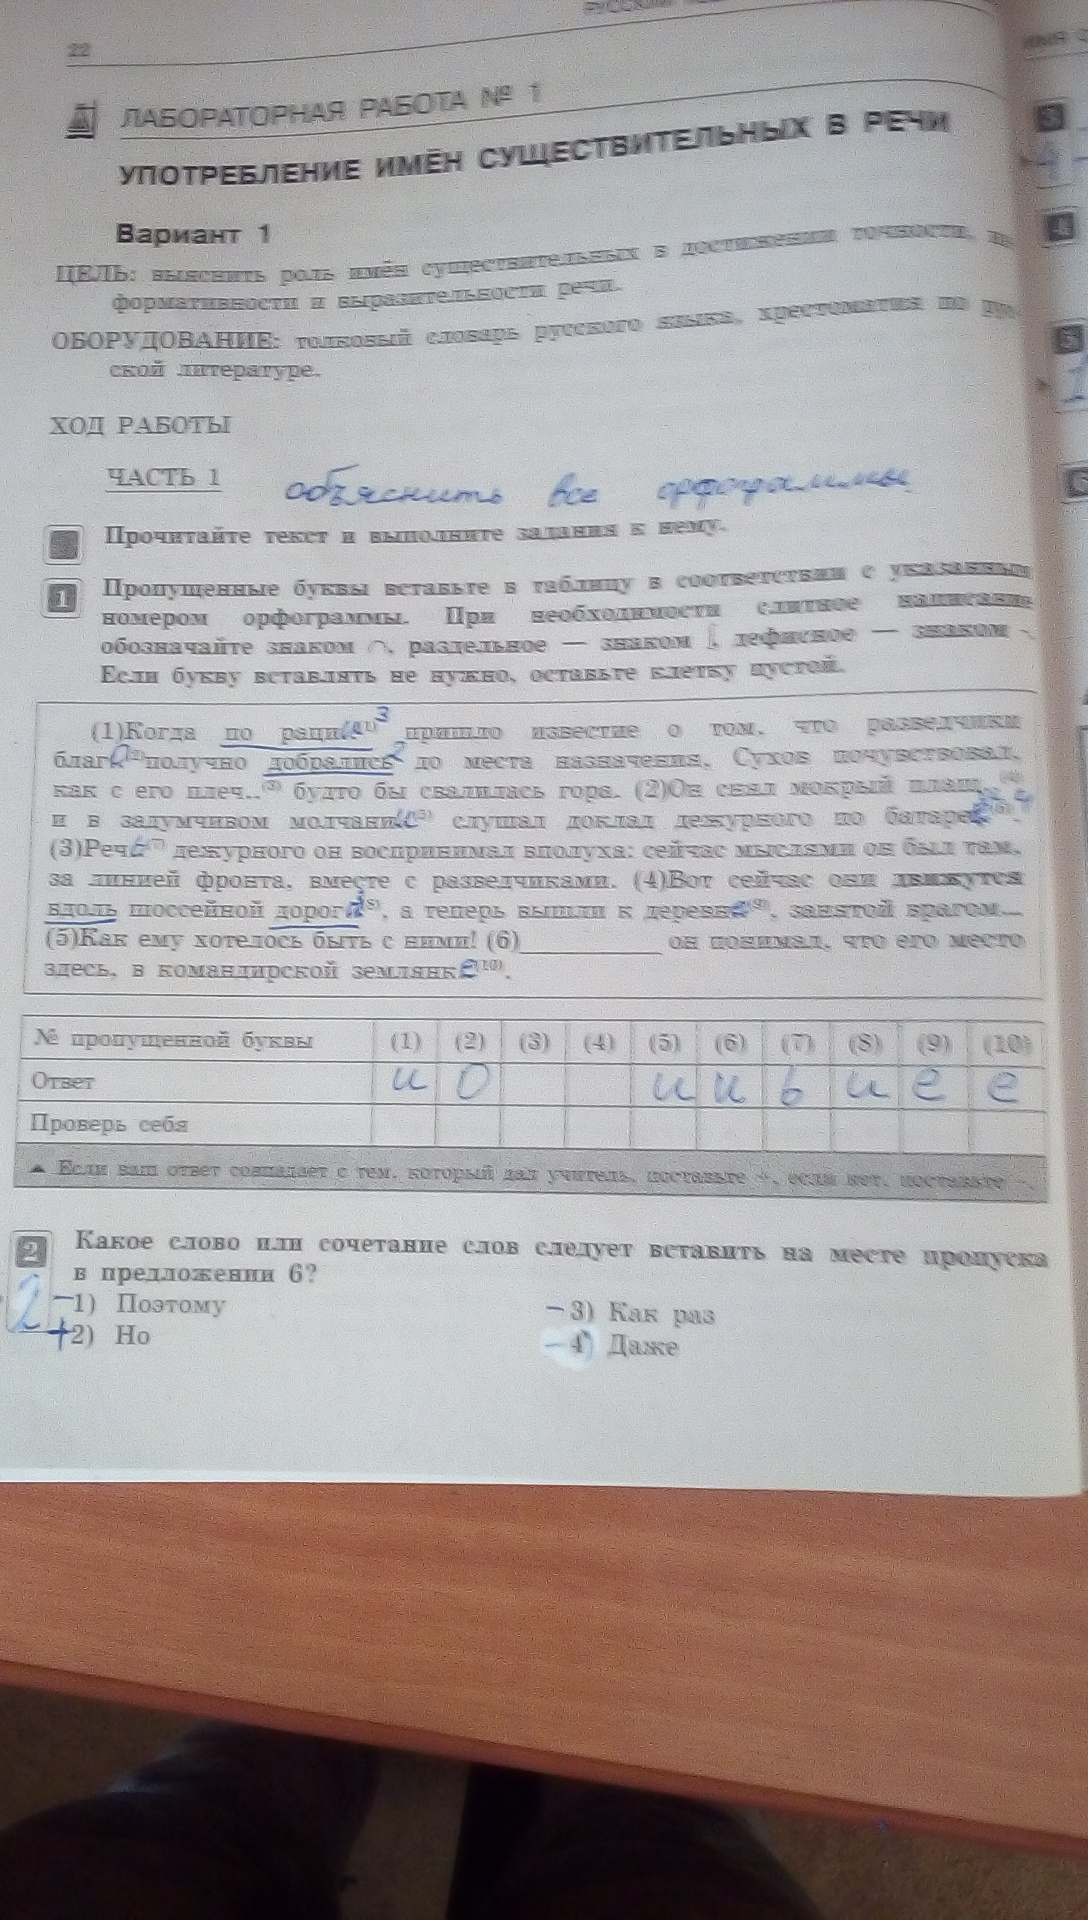 22
ЛАБОРАТОРНАЯ РАБОТА № 1
УПОТРЕБЛЕНИЕ ИМЁН СУЩЕСТВИТЕЛЬНЫХ В РЕЧИ
Вариант 1
ЦЕЛЬ: выяснить роль имён существительных в достижении точности,
формативности и выразительности речи.
ОБОРУДОВАНИЕ: толковый словарь русского языка, хрестоматия по
ской литературе.
ХОД РАБОТЫ
ЧАСТЬ 1 объяснить все орфограммы
Прочитайте текст и выполните задания к нему.
1 Пропущенные буквы вставьте в таблицу в соответствии с указанным
номером орфограммы. При необходимости слитное написание
обозначайте знаком ⌒, раздельное — знаком , дефисное — знаком -.
Если букву вставлять не нужно, оставьте клетку пустой.
(1)Когда по рации(1) 3 пришло известие о том, что разведчики
благо(2)получно добрались 2 до места назначения, Сухов почувствовал,
как с его плеч..(3) будто бы свалилась гора. (2)Он снял мокрый плащ..(4)
и в задумчивом молчании(5) слушал доклад дежурного по батареи(6).
(3)Речь(7) дежурного он воспринимал вполуха: сейчас мыслями он был там,
за линией фронта, вместе с разведчиками. (4)Вот сейчас они движутся
вдоль шоссейной дороги(8), а теперь вышли к деревне(9), занятой врагом...
(5)Как ему хотелось быть с ними! (6)__________ он понимал, что его место
здесь, в командирской землянке(10).
№ пропущенной буквы (1) (2) (3) (4) (5) (6) (7) (8) (9) (10)
Ответ и о и и ь и е е
Проверь себя
▲ Если ваш ответ совпадает с тем, который дал учитель, поставьте +, если нет, поставьте –.
2 Какое слово или сочетание слов следует вставить на месте пропуска
в предложении 6?
2 -1) Поэтому -3) Как раз
+2) Но -4) Даже